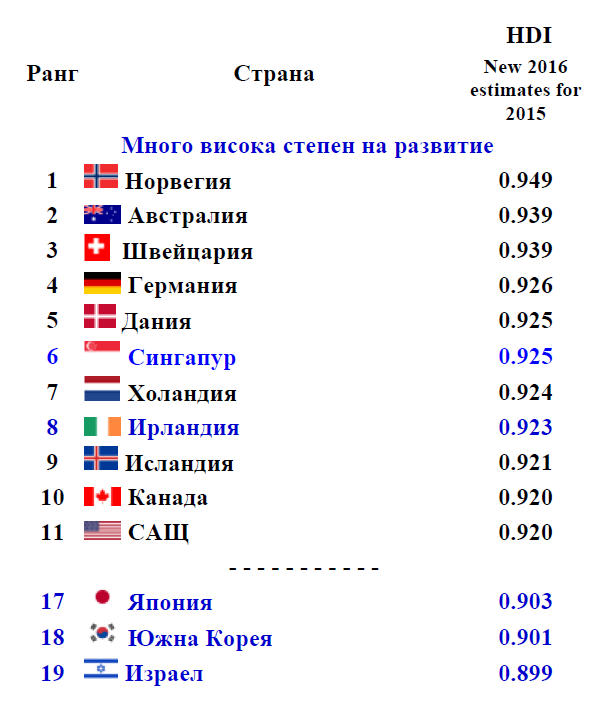 HDI
Ранг Страна New 2016
estimates for
2015
Много висока степен на развитие
1 Норвегия 0.949
2 Австралия 0.939
3 Швейцария 0.939
4 Германия 0.926
5 Дания 0.925
6 Сингапур 0.925
7 Холандия 0.924
8 Ирландия 0.923
9 Исландия 0.921
10 Канада 0.920
11 САЩ 0.920
- - - - - - - - - - -
17 Япония 0.903
18 Южна Корея 0.901
19 Израел 0.899